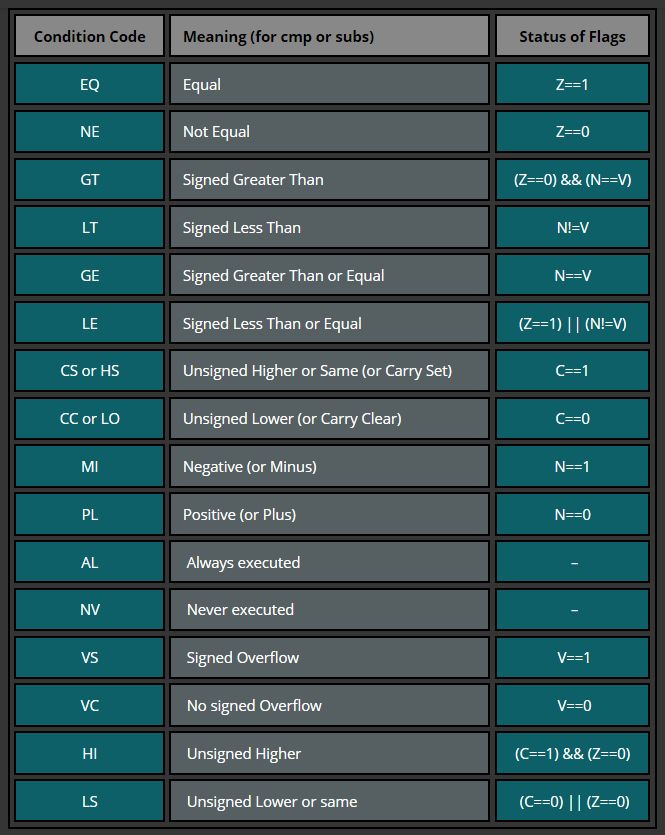 Condition Code Meaning (for cmp or subs) Status of Flags
EQ Equal Z==1
NE Not Equal Z==0
GT Signed Greater Than (Z==0) && (N==V)
LT Signed Less Than N!=V
GE Signed Greater Than or Equal N==V
LE Signed Less Than or Equal (Z==1) || (N!=V)
CS or HS Unsigned Higher or Same (or Carry Set) C==1
CC or LO Unsigned Lower (or Carry Clear) C==0
MI Negative (or Minus) N==1
PL Positive (or Plus) N==0
AL Always executed –
NV Never executed –
VS Signed Overflow V==1
VC No signed Overflow V==0
HI Unsigned Higher (C==1) && (Z==0)
LS Unsigned Lower or same (C==0) || (Z==0)